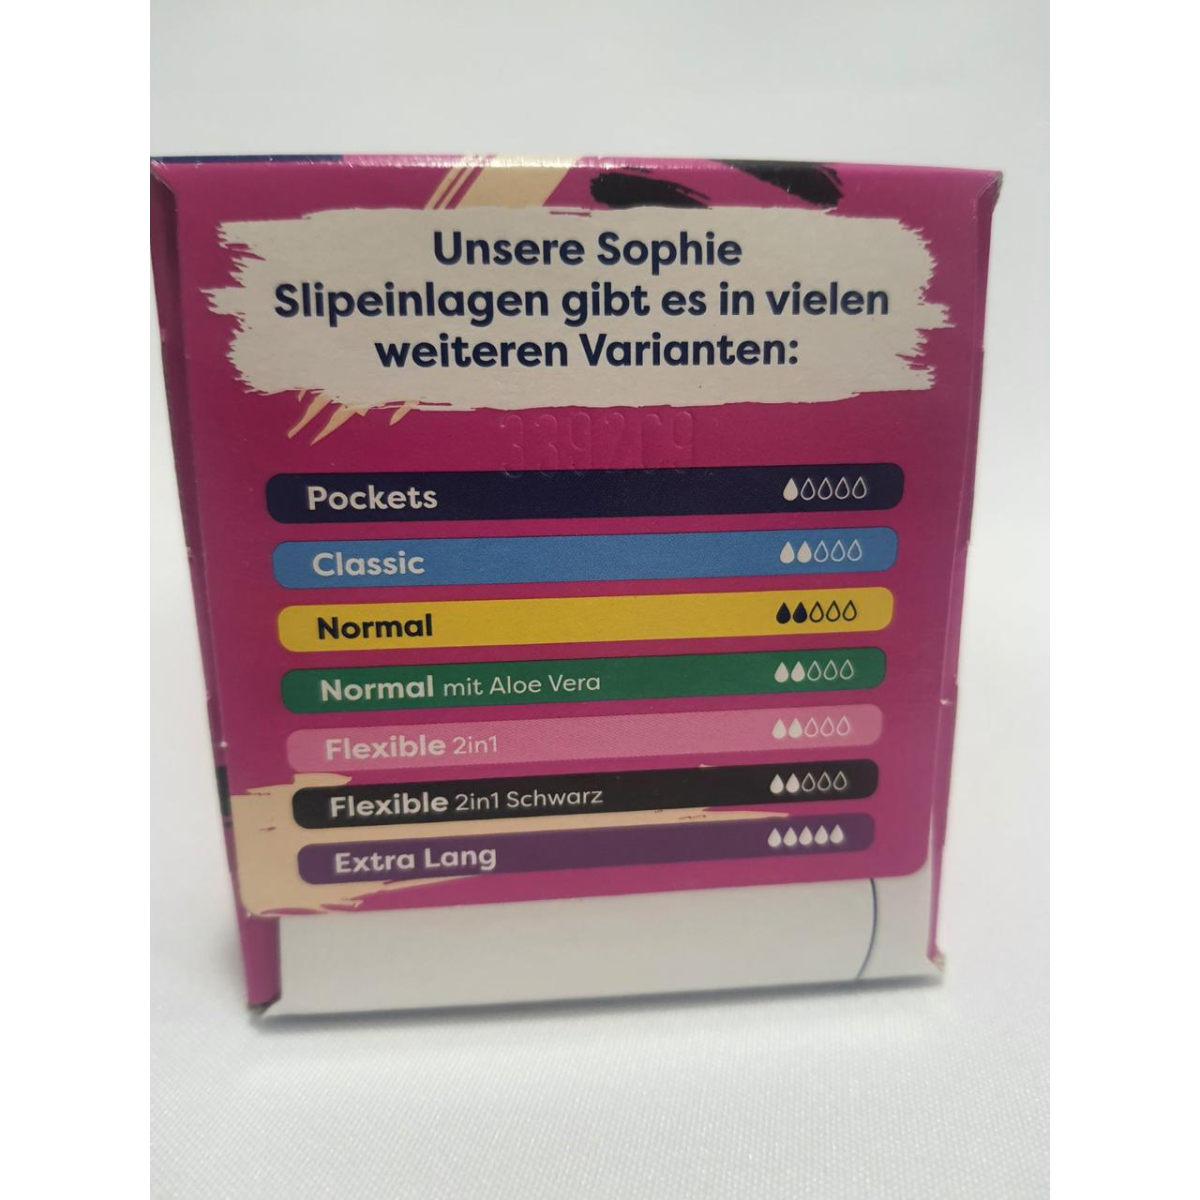 Unsere Sophie
Slipeinlagen gibt es in vielen
weiteren Varianten:
3392C9
Pockets
Classic
Normal
Normal mit Aloe Vera
Flexible 2in1
Flexible 2in1 Schwarz
Extra Lang